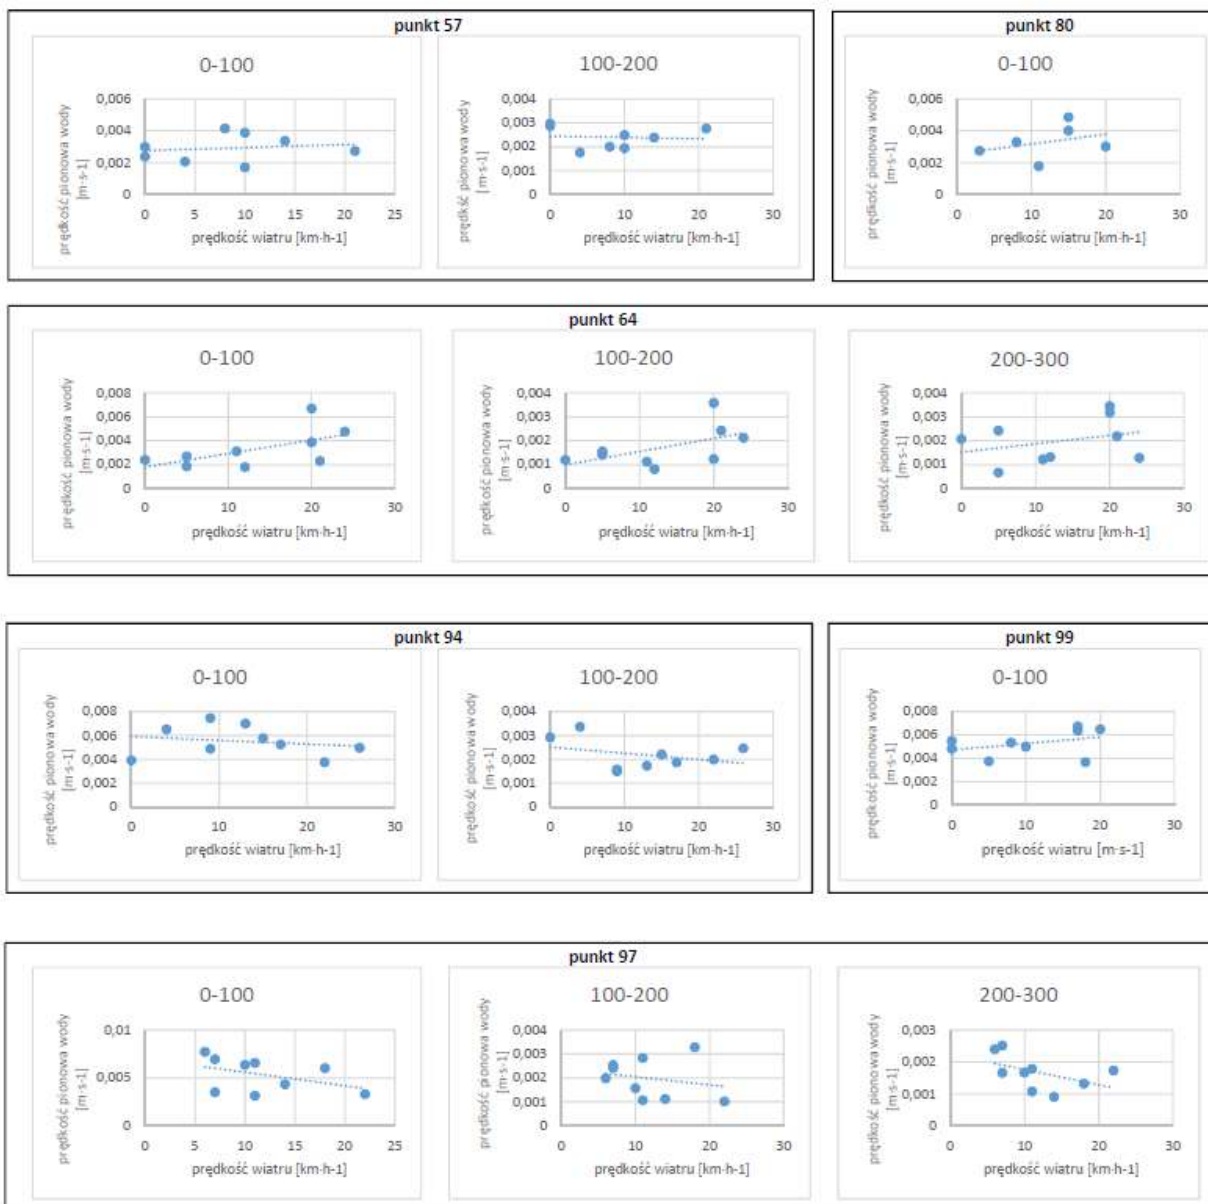 punkt 57
0-100
prędkość pionowa wody
[m·s-1]
0,006
0,004
0,002
0
0 5 10 15 20 25
prędkość wiatru [km·h-1]
100-200
prędkść pionowa wody
[m·s-1]
0,004
0,003
0,002
0,001
0
0 10 20 30
prędkość wiatru [km·h-1]
punkt 80
0-100
prędkość pionowa wody
[m·s-1]
0,006
0,004
0,002
0
0 10 20 30
prędkość wiatru [km·h-1]
punkt 64
0-100
prędkość pionowa wody
[m·s-1]
0,008
0,006
0,004
0,002
0
0 10 20 30
prędkość wiatru [km·h-1]
100-200
prędkość pionowa wody
[m·s-1]
0,004
0,003
0,002
0,001
0
0 10 20 30
prędkość wiatru [km·h-1]
200-300
prędkość pionowa wody
[m·s-1]
0,004
0,003
0,002
0,001
0
0 10 20 30
prędkość wiatru [km·h-1]
punkt 94
0-100
prędkość pionowa wody
[m·s-1]
0,008
0,006
0,004
0,002
0
0 10 20 30
prędkość wiatru [km·h-1]
100-200
prędkość pionowa wody
[m·s-1]
0,004
0,003
0,002
0,001
0
0 10 20 30
prędkość wiatru [km·h-1]
punkt 99
0-100
prędkość pionowa wody
[m·s-1]
0,008
0,006
0,004
0,002
0
0 10 20 30
prędkość wiatru [m·s-1]
punkt 97
0-100
prędkość pionowa wody
[m·s-1]
0,01
0,005
0
0 5 10 15 20 25
prędkość wiatru [km·h-1]
100-200
prędkość pionowa wody
[m·s-1]
0,004
0,003
0,002
0,001
0
0 10 20 30
prędkość wiatru [km·h-1]
200-300
prędkość pionowa wody
[m·s-1]
0,003
0,002
0,001
0
0 10 20 30
prędkość wiatru [km·h-1]